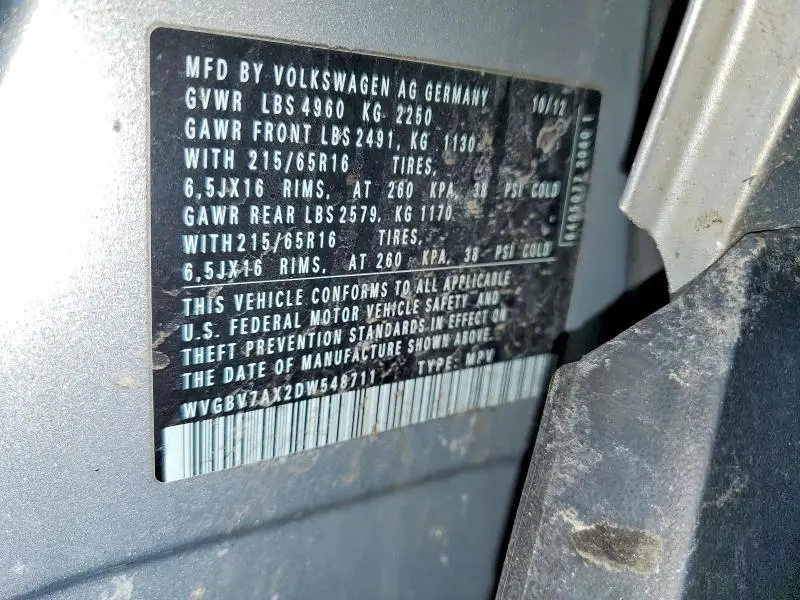 MFD BY VOLKSWAGEN AG GERMANY 10/12
GVWR LBS 4960 KG 2250
GAWR FRONT LBS 2491, KG 1130,
WITH 215/65R16 TIRES,
6,5JX16 RIMS, AT 260 KPA, 38 PSI COLD
GAWR REAR LBS 2579, KG 1170
WITH 215/65R16 TIRES,
6,5JX16 RIMS, AT 260 KPA, 38 PSI COLD
THIS VEHICLE CONFORMS TO ALL APPLICABLE
U.S. FEDERAL MOTOR VEHICLE SAFETY AND
THEFT PREVENTION STANDARDS IN EFFECT ON
THE DATE OF MANUFACTURE SHOWN ABOVE.
WVGBV7AX2DW548711 TYPE: MPV